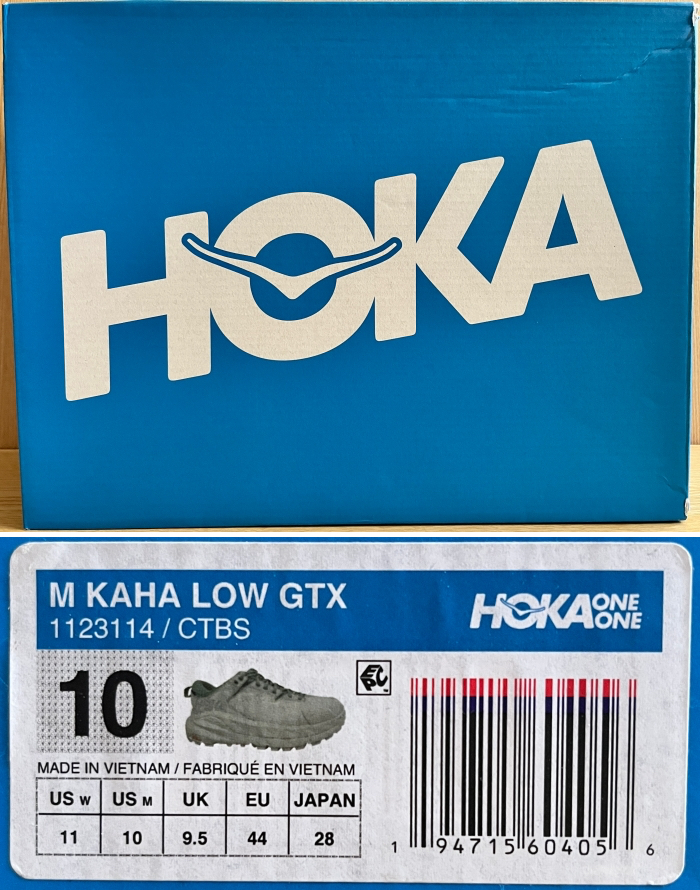 HOKA
M KAHA LOW GTX
1123114 / CTBS
HOKA ONE ONE
10
EPC™
MADE IN VIETNAM / FABRIQUÉ EN VIETNAM
US W US M UK EU JAPAN
11 10 9.5 44 28
1 94715 60405 6